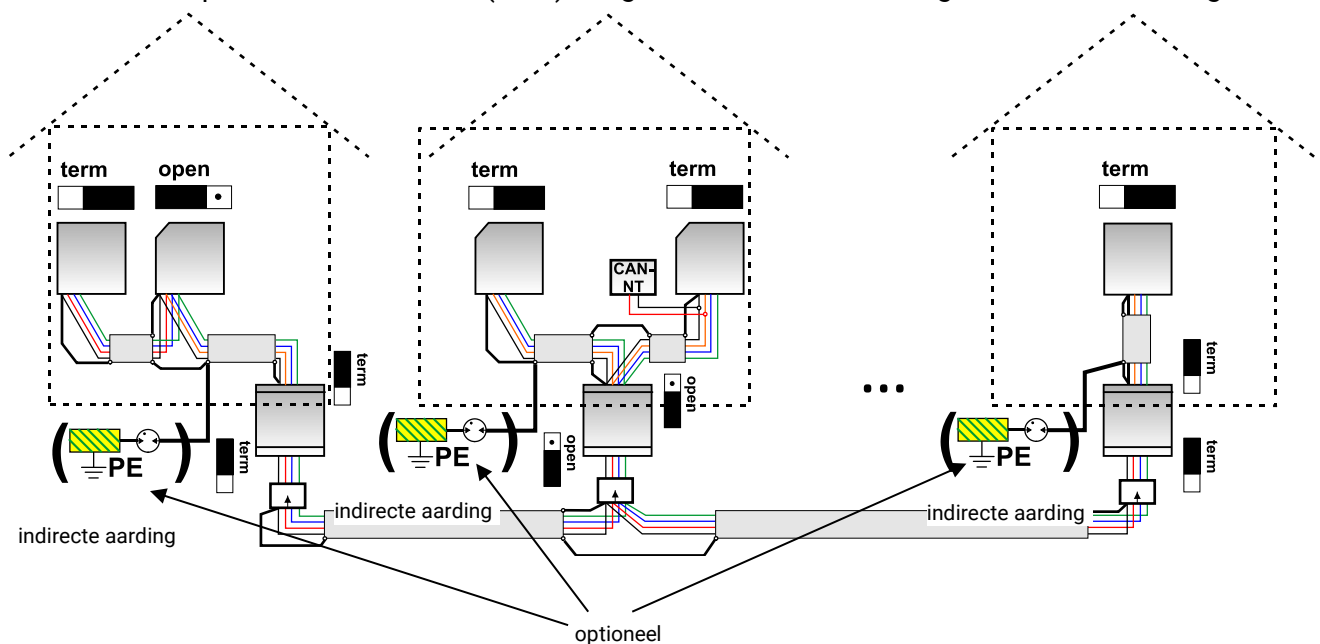 term
open
term
term
term
CAN-
NT
term
open
term
...
( PE )
term
( PE )
open
( PE )
term
indirecte aarding
indirecte aarding
indirecte aarding
optioneel